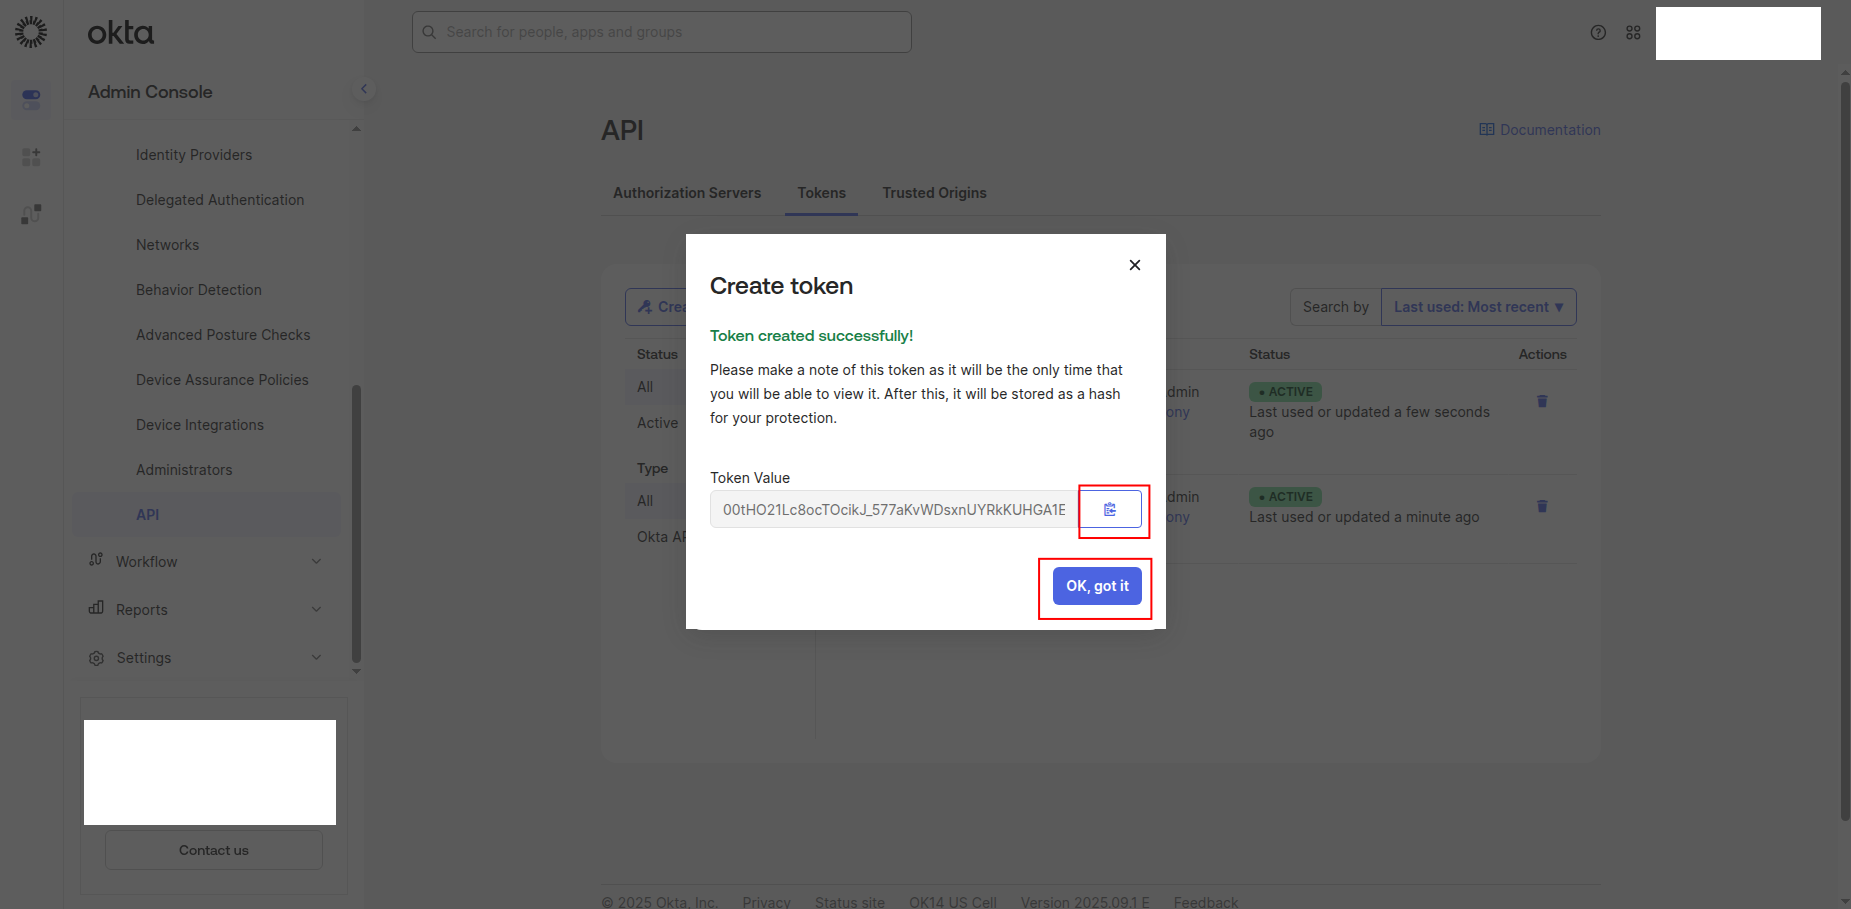 okta
Search for people, apps and groups
Admin Console
Identity Providers
Delegated Authentication
Networks
Behavior Detection
Advanced Posture Checks
Device Assurance Policies
Device Integrations
Administrators
API
Workflow
Reports
Settings
Contact us
API
Documentation
Authorization Servers Tokens Trusted Origins
Search by Last used: Most recent ▼
Status
All
Active
Type
All
Okta
Status Actions
ACTIVE
Last used or updated a few seconds
ago
ACTIVE
Last used or updated a minute ago
Create token
Token created successfully!
Please make a note of this token as it will be the only time that
you will be able to view it. After this, it will be stored as a hash
for your protection.
Token Value
00tHO21Lc8ocTOcikJ_577aKvWDsxnUYRkKUHGA1E
OK, got it
© 2025 Okta, Inc. Privacy Status site OK14 US Cell Version 2025.09.1 E Feedback